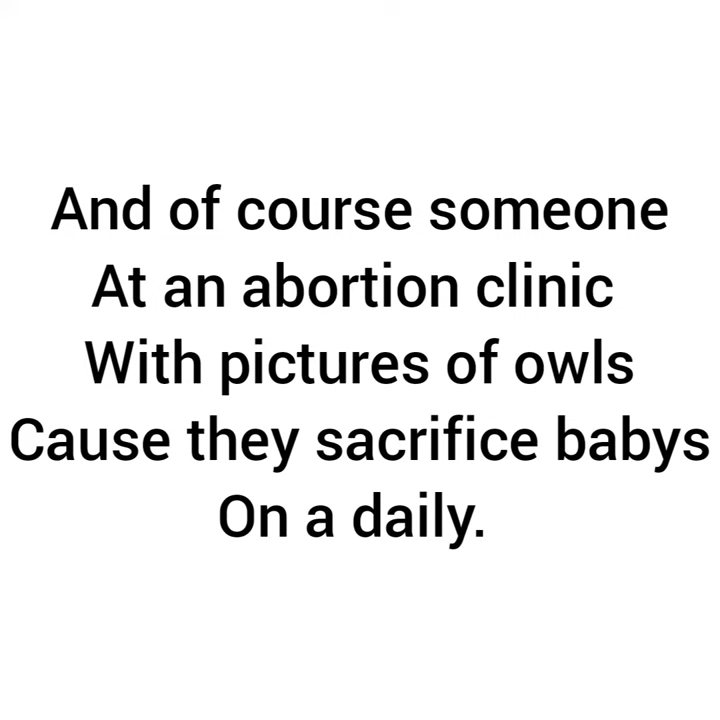 And of course someone
At an abortion clinic
With pictures of owls
Cause they sacrifice babys
On a daily.